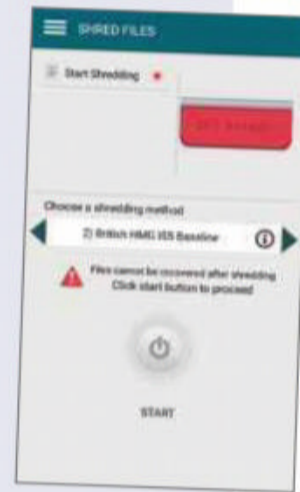 SHRED FILES
Start Shredding
Choose a shredding method
2) British HMG IS5 Baseline
Files cannot be recovered after shredding
Click start button to proceed
START